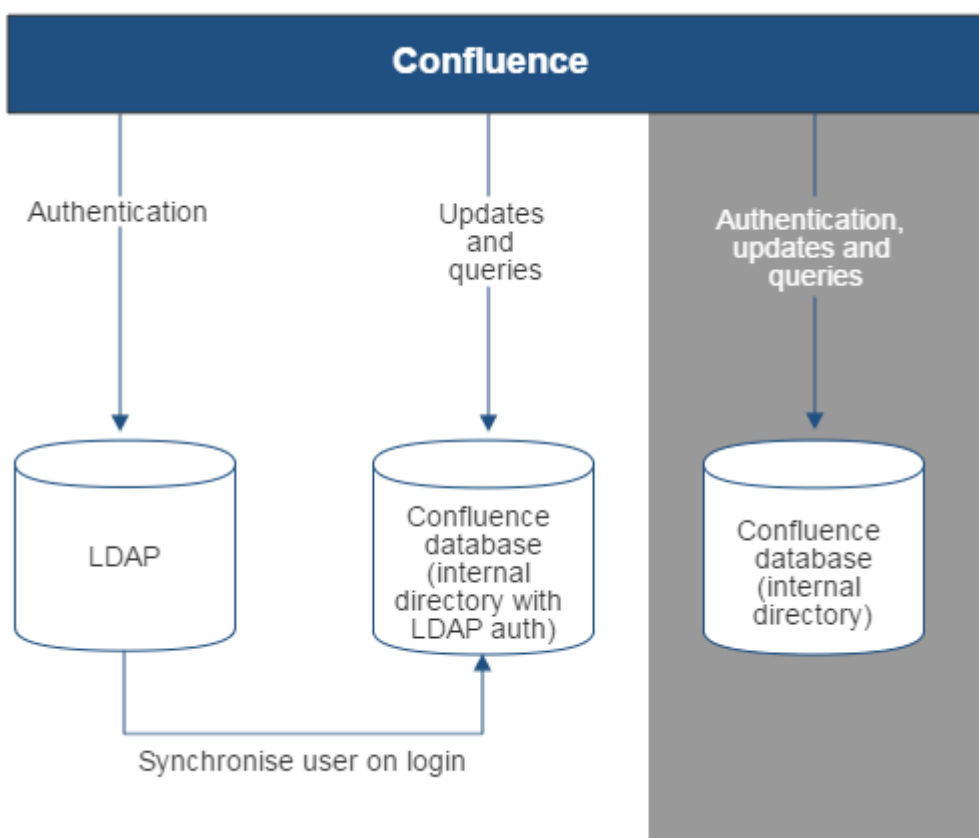 Confluence
Authentication
Updates
and
queries
Authentication,
updates and
queries
LDAP
Confluence
database
(internal
directory with
LDAP auth)
Confluence
database
(internal
directory)
Synchronise user on login